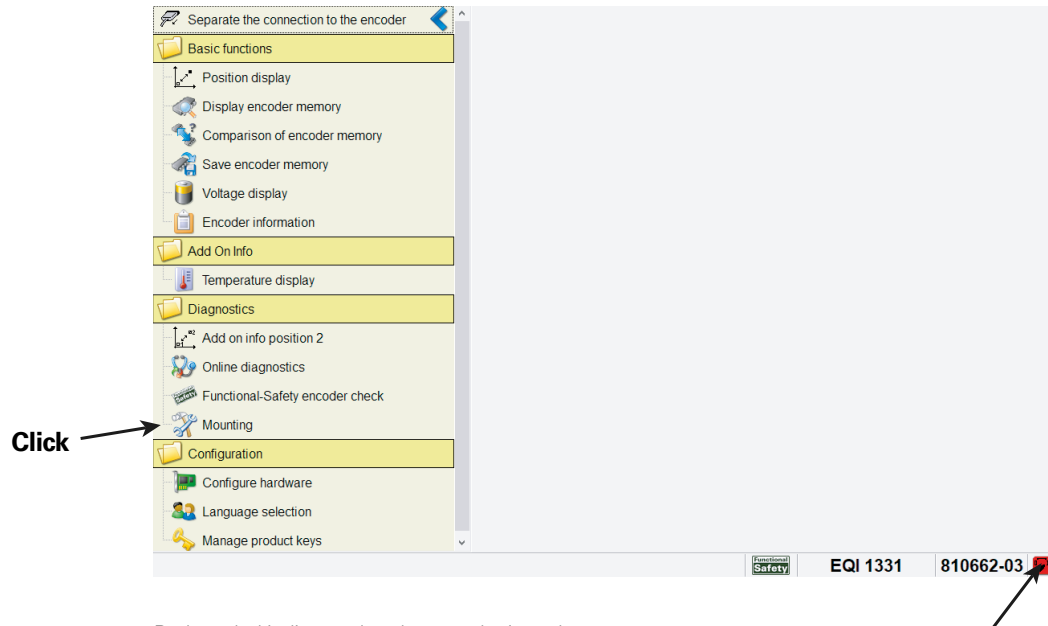 Separate the connection to the encoder
Basic functions
Position display
Display encoder memory
Comparison of encoder memory
Save encoder memory
Voltage display
Encoder information
Add On Info
Temperature display
Diagnostics
Add on info position 2
Online diagnostics
Functional-Safety encoder check
Click
Mounting
Configuration
Configure hardware
Language selection
Manage product keys
Functional
Safety
EQI 1331
810662-03